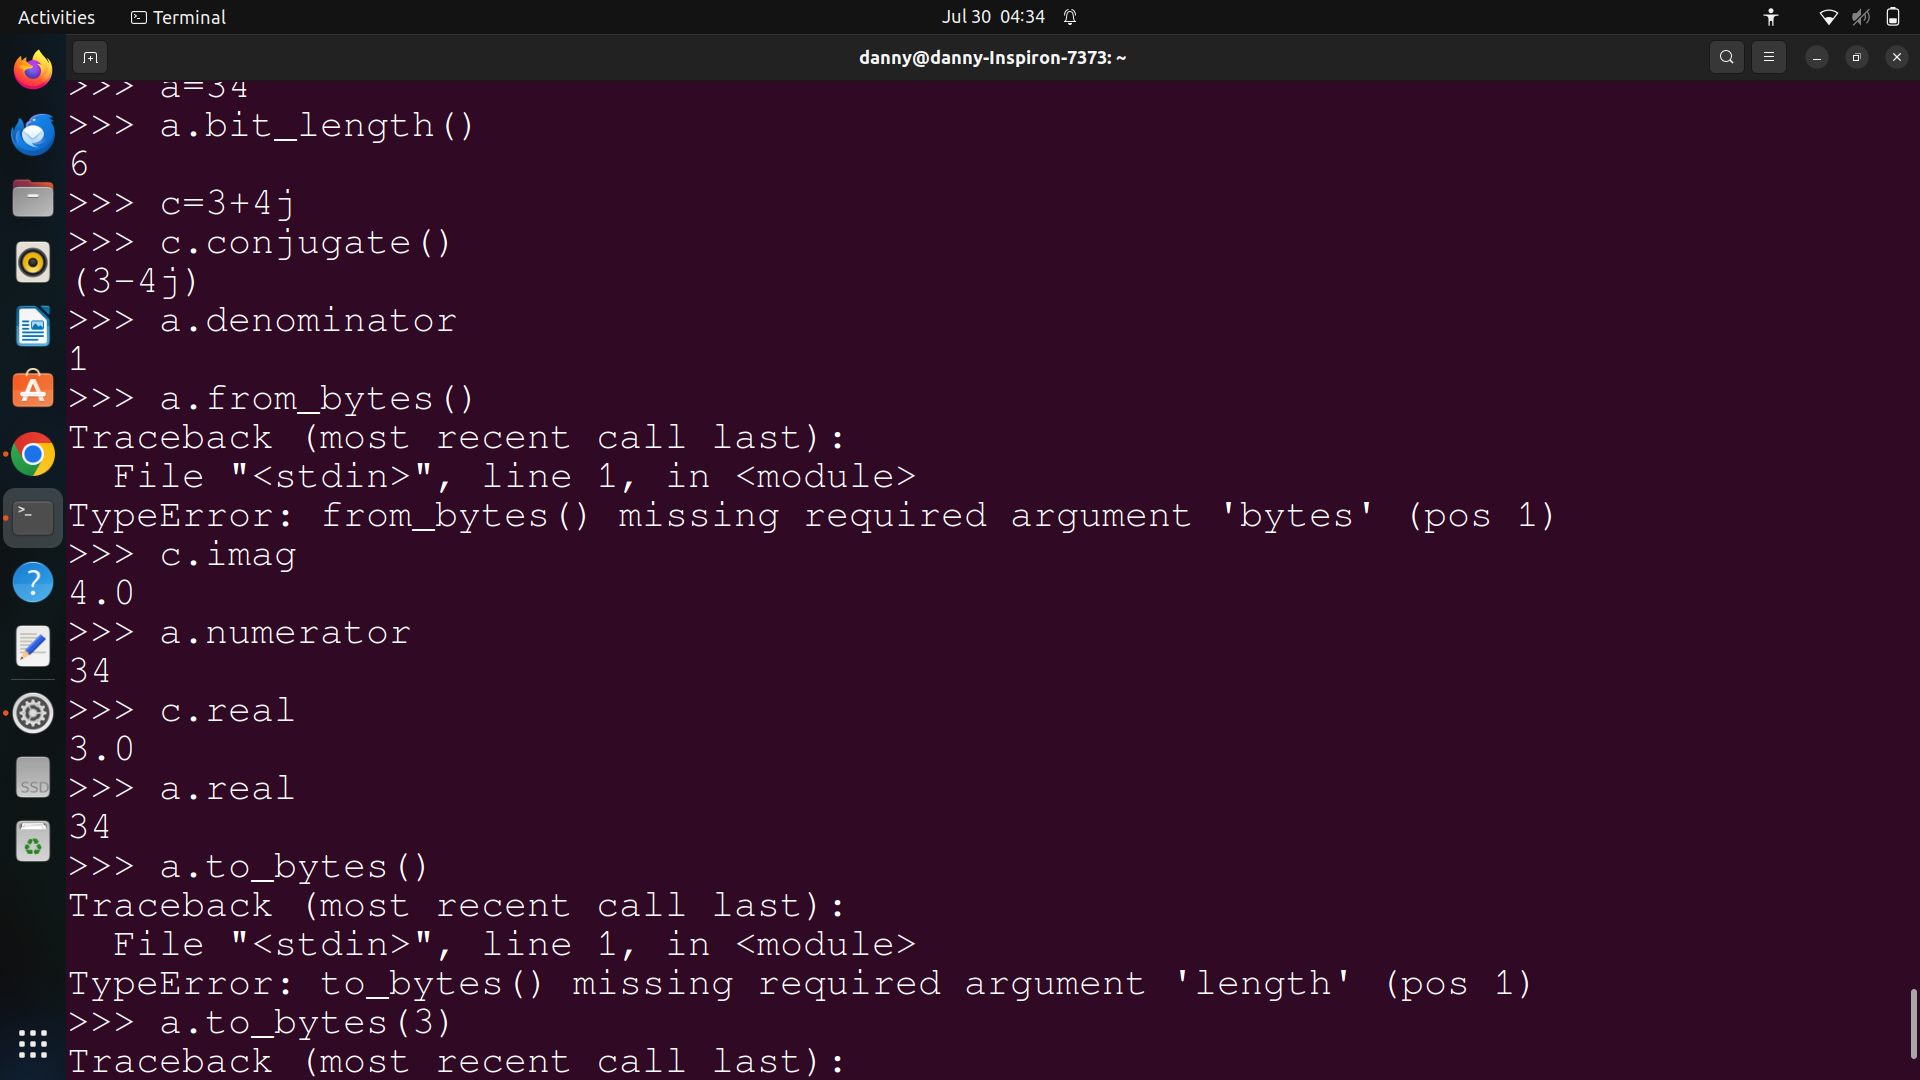 Activities
Terminal
Jul 30 04:34
danny@danny-Inspiron-7373: ~
>>> a=34
>>> a.bit_length()
6
>>> c=3+4j
>>> c.conjugate()
(3-4j)
>>> a.denominator
1
>>> a.from_bytes()
Traceback (most recent call last):
  File "<stdin>", line 1, in <module>
TypeError: from_bytes() missing required argument 'bytes' (pos 1)
>>> c.imag
4.0
>>> a.numerator
34
>>> c.real
3.0
>>> a.real
34
>>> a.to_bytes()
Traceback (most recent call last):
  File "<stdin>", line 1, in <module>
TypeError: to_bytes() missing required argument 'length' (pos 1)
>>> a.to_bytes(3)
Traceback (most recent call last):
SSD